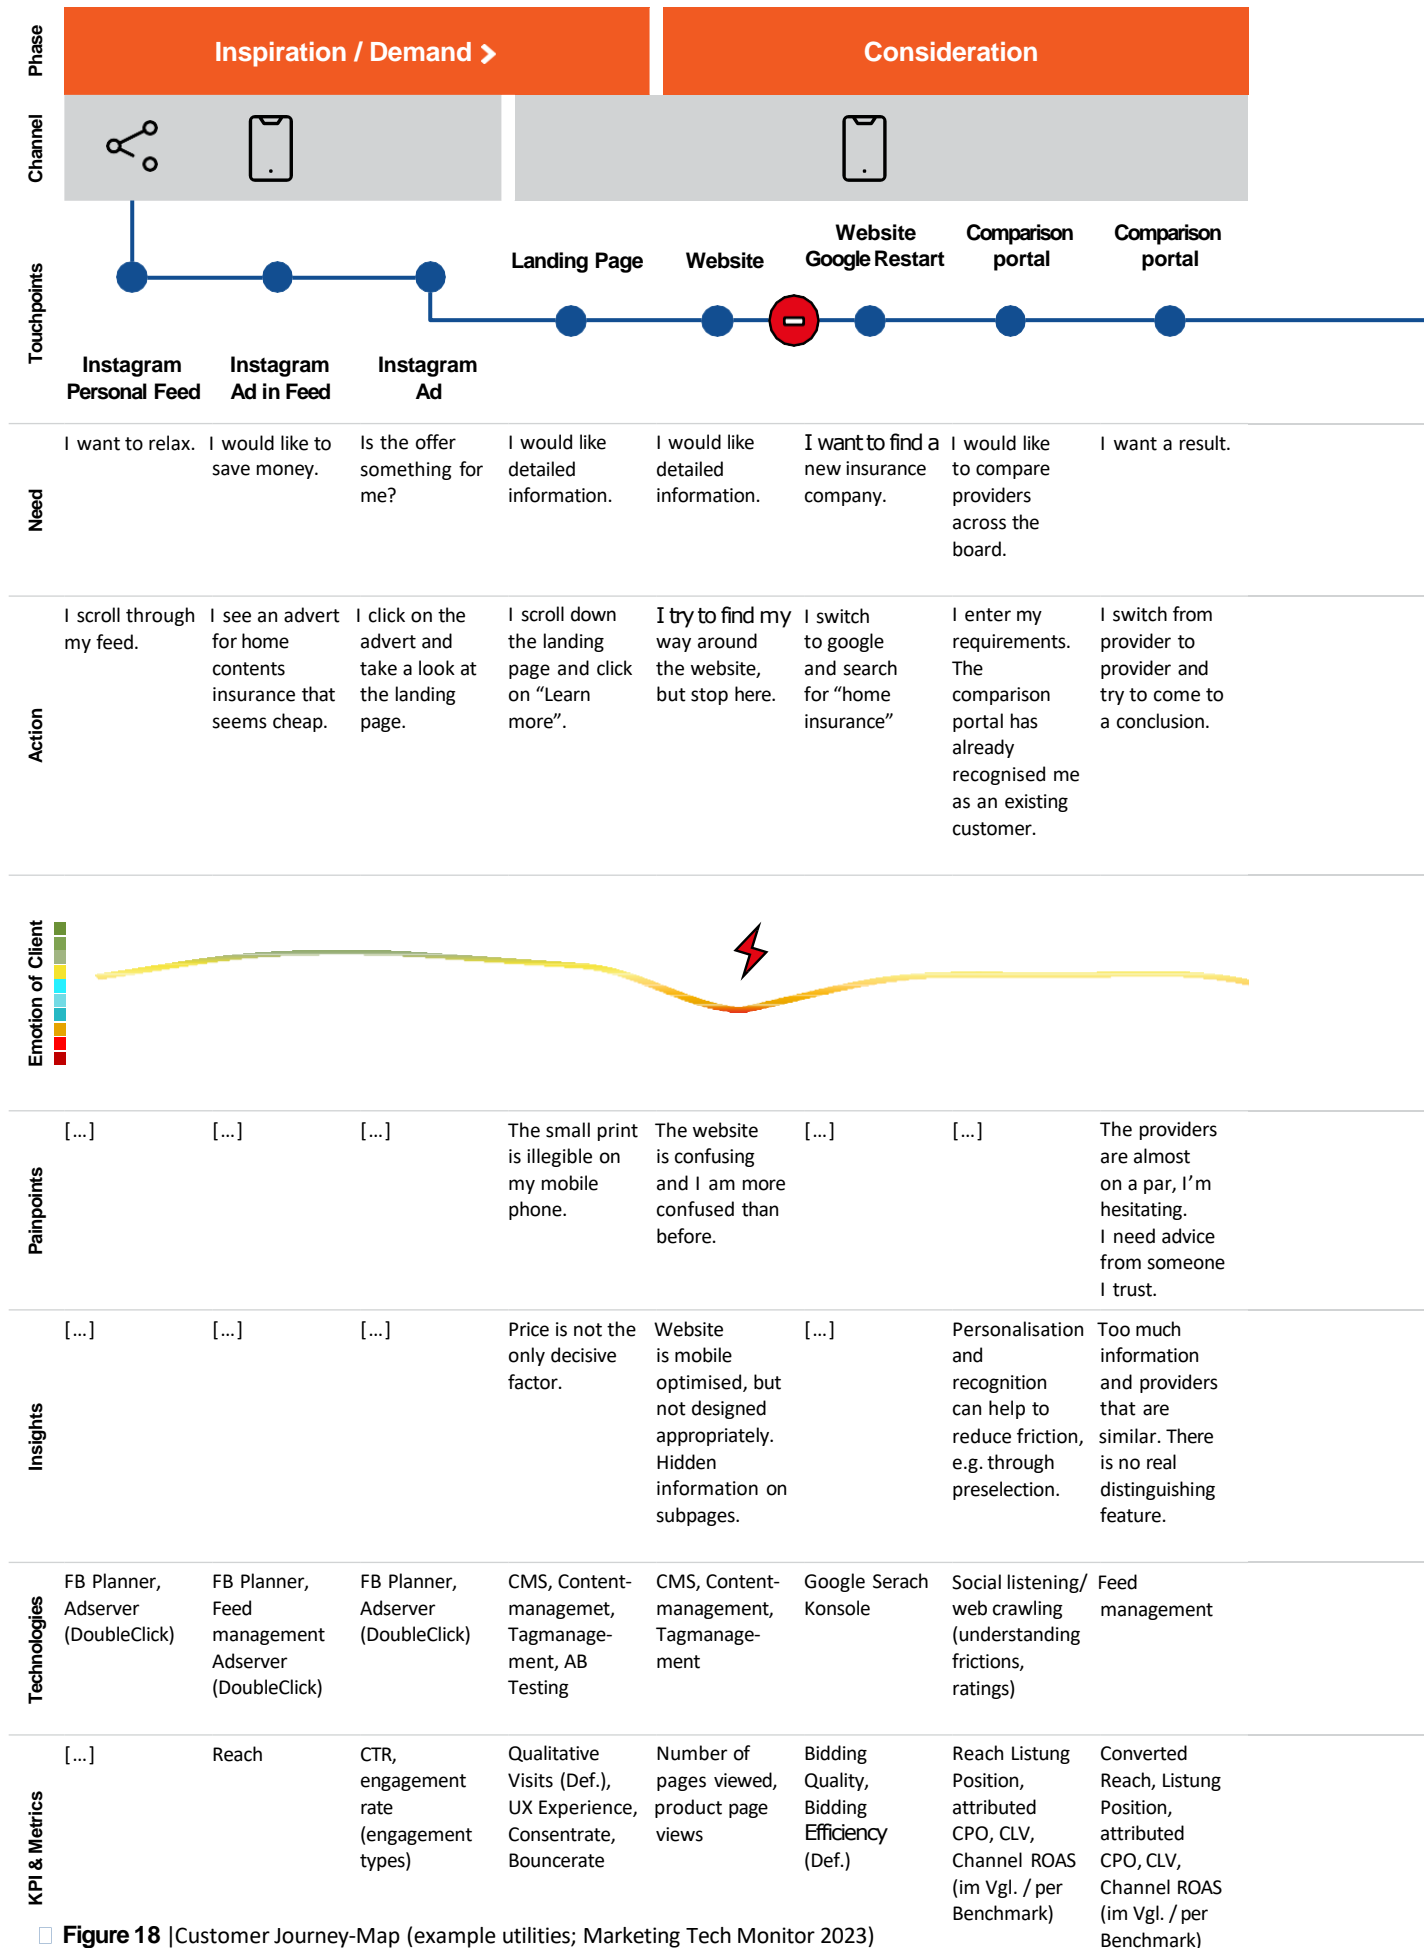 Phase
Inspiration / Demand >
Consideration
Channel
Touchpoints
Landing Page
Website
Website
Google Restart
Comparison
portal
Comparison
portal
Instagram
Personal Feed
Instagram
Ad in Feed
Instagram
Ad
Need
I want to relax.
I would like to
save money.
Is the offer
something for
me?
I would like
detailed
information.
I would like
detailed
information.
I want to find a
new insurance
company.
I would like
to compare
providers
across the
board.
I want a result.
Action
I scroll through
my feed.
I see an advert
for home
contents
insurance that
seems cheap.
I click on the
advert and
take a look at
the landing
page.
I scroll down
the landing
page and click
on “Learn
more”.
I try to find my
way around
the website,
but stop here.
I switch
to google
and search
for “home
insurance”
I enter my
requirements.
The
comparison
portal has
already
recognised me
as an existing
customer.
I switch from
provider to
provider and
try to come to
a conclusion.
Emotion of Client
Painpoints
[...]
[...]
[...]
The small print
is illegible on
my mobile
phone.
The website
is confusing
and I am more
confused than
before.
[...]
[...]
The providers
are almost
on a par, I’m
hesitating.
I need advice
from someone
I trust.
Insights
[...]
[...]
[...]
Price is not the
only decisive
factor.
Website
is mobile
optimised, but
not designed
appropriately.
Hidden
information on
subpages.
[...]
Personalisation
and
recognition
can help to
reduce friction,
e.g. through
preselection.
Too much
information
and providers
that are
similar. There
is no real
distinguishing
feature.
Technologies
FB Planner,
Adserver
(DoubleClick)
FB Planner,
Feed
management
Adserver
(DoubleClick)
FB Planner,
Adserver
(DoubleClick)
CMS, Content-
managemet,
Tagmanage-
ment, AB
Testing
CMS, Content-
management,
Tagmanage-
ment
Google Serach
Konsole
Social listening/
web crawling
(understanding
frictions,
ratings)
Feed
management
KPI & Metrics
[...]
Reach
CTR,
engagement
rate
(engagement
types)
Qualitative
Visits (Def.),
UX Experience,
Consentrate,
Bouncerate
Number of
pages viewed,
product page
views
Bidding
Quality,
Bidding
Efficiency
(Def.)
Reach Listung
Position,
attributed
CPO, CLV,
Channel ROAS
(im Vgl. / per
Benchmark)
Converted
Reach, Listung
Position,
attributed
CPO, CLV,
Channel ROAS
(im Vgl. / per
Benchmark)
Figure 18 |Customer Journey-Map (example utilities; Marketing Tech Monitor 2023)